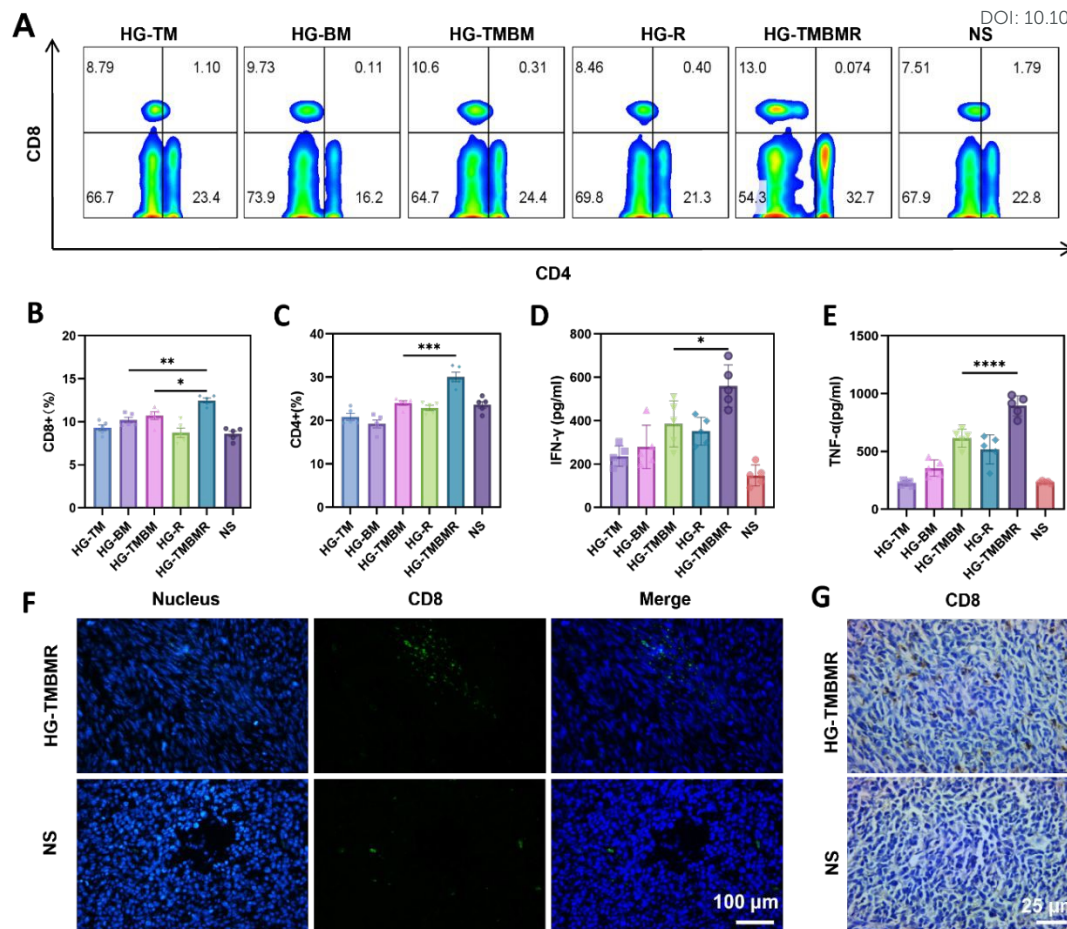 DOI: 10.10
A
HG-TM HG-BM HG-TMBM HG-R HG-TMBMR NS
8.79 1.10 9.73 0.11 10.6 0.31 8.46 0.40 13.0 0.074 7.51 1.79
CD8
66.7 23.4 73.9 16.2 64.7 24.4 69.8 21.3 54.3 32.7 67.9 22.8
CD4
B
CD8+ (%)
20
15
10
5
0
** *
HG-TM HG-BM HG-TMBM HG-R HG-TMBMR NS
C
CD4+(%)
40
30
20
10
0
***
HG-TM HG-BM HG-TMBM HG-R HG-TMBMR NS
D
IFN-γ (pg/ml)
800
600
400
200
0
*
HG-TM HG-BM HG-TMBM HG-R HG-TMBMR NS
E
TNF-α(pg/ml)
1500
1000
500
0
****
HG-TM HG-BM HG-TMBM HG-R HG-TMBMR NS
F
Nucleus CD8 Merge
HG-TMBMR
NS
100 µm
G
CD8
HG-TMBMR
NS
25 µm